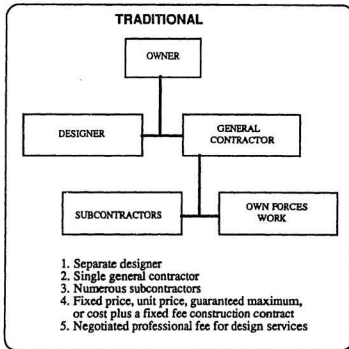 TRADITIONAL
OWNER
DESIGNER
GENERAL
CONTRACTOR
SUBCONTRACTORS
OWN FORCES
WORK
1. Separate designer
2. Single general contractor
3. Numerous subcontractors
4. Fixed price, unit price, guaranteed maximum,
or cost plus a fixed fee construction contract
5. Negotiated professional fee for design services